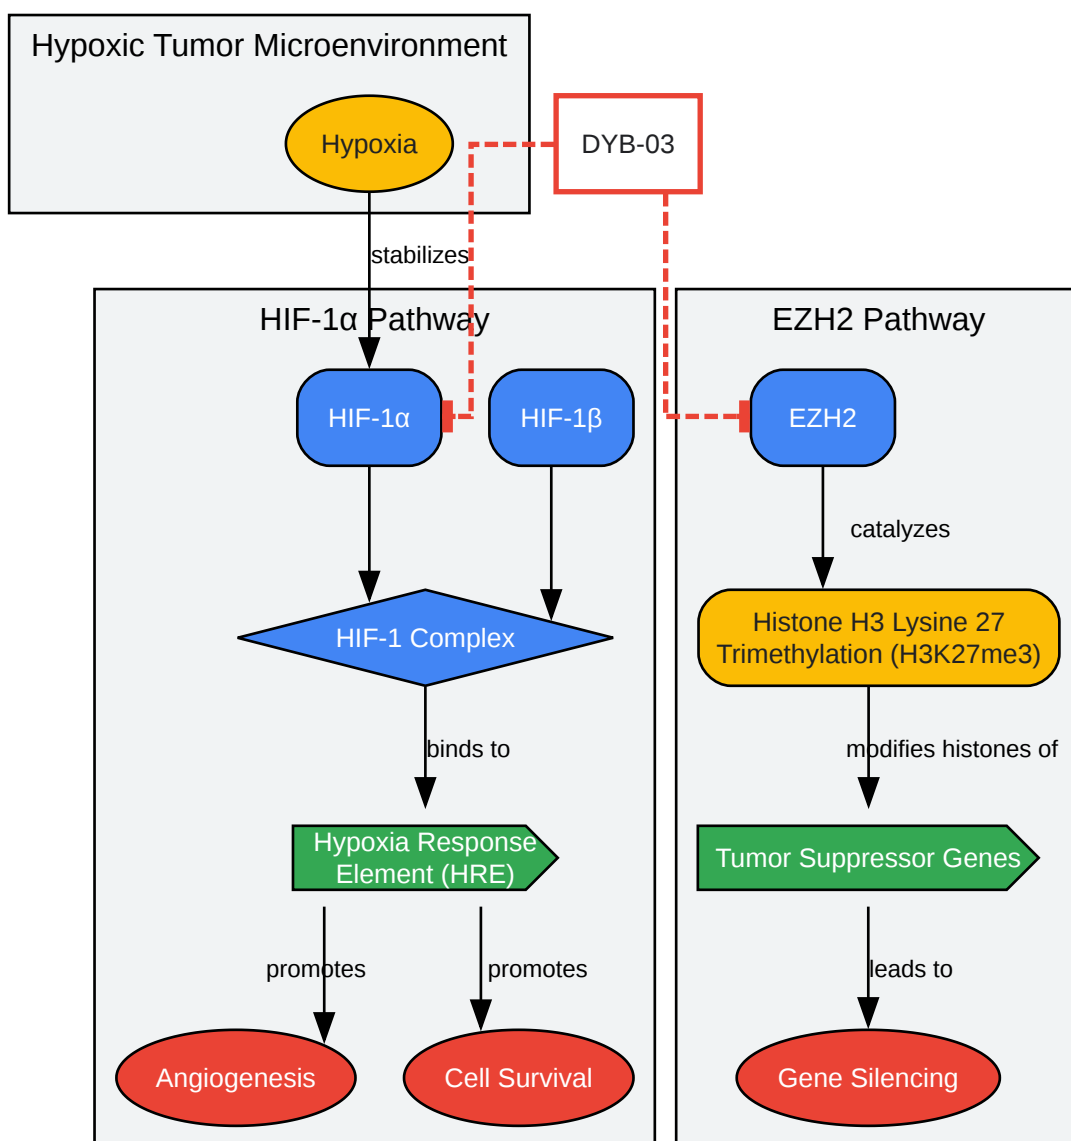 Hypoxic Tumor Microenvironment
Hypoxia
DYB-03
stabilizes
HIF-1α Pathway
EZH2 Pathway
HIF-1α
HIF-1β
EZH2
catalyzes
HIF-1 Complex
Histone H3 Lysine 27
Trimethylation (H3K27me3)
binds to
modifies histones of
Hypoxia Response
Element (HRE)
Tumor Suppressor Genes
promotes
promotes
leads to
Angiogenesis
Cell Survival
Gene Silencing